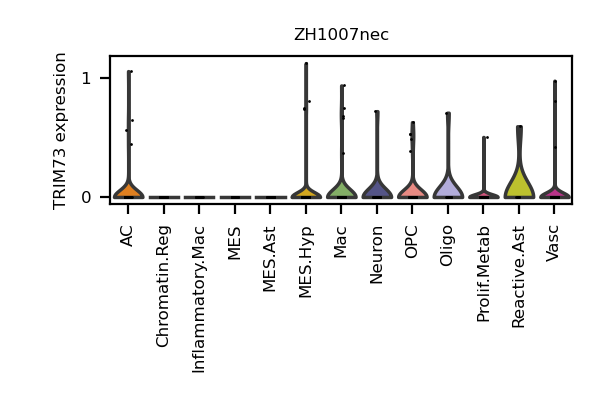 ZH1007nec
TRIM73 expression
1
0
AC
Chromatin.Reg
Inflammatory.Mac
MES
MES.Ast
MES.Hyp
Mac
Neuron
OPC
Oligo
Prolif.Metab
Reactive.Ast
Vasc